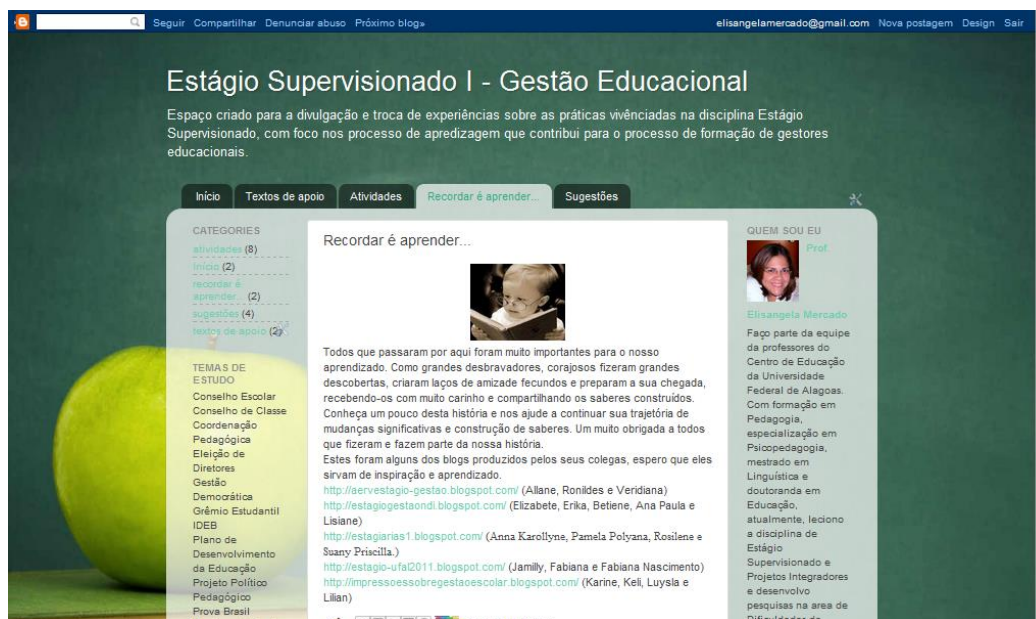 Seguir Compartilhar Denunciar abuso Próximo blog»
elisangelamercado@gmail.com Nova postagem Design Sair
Estágio Supervisionado I - Gestão Educacional
Espaço criado para a divulgação e troca de experiências sobre as práticas vivênciadas na disciplina Estágio
Supervisionado, com foco nos processo de apredizagem que contribui para o processo de formação de gestores
educacionais.
Início Textos de apoio Atividades Recordar é aprender... Sugestões
CATEGORIES
atividades (8)
Início (2)
recordar é
aprender... (2)
sugestões (4)
textos de apoio (2)
TEMAS DE
ESTUDO
Conselho Escolar
Conselho de Classe
Coordenação
Pedagógica
Eleição de
Diretores
Gestão
Democrática
Grêmio Estudantil
IDEB
Plano de
Desenvolvimento
da Educação
Projeto Político
Pedagógico
Prova Brasil
Recordar é aprender...
Todos que passaram por aqui foram muito importantes para o nosso
aprendizado. Como grandes desbravadores, corajosos fizeram grandes
descobertas, criaram laços de amizade fecundos e preparam a sua chegada,
recebendo-os com muito carinho e compartilhando os saberes construídos.
Conheça um pouco desta história e nos ajude a continuar sua trajetória de
mudanças significativas e construção de saberes. Um muito obrigada a todos
que fizeram e fazem parte da nossa história.
Estes foram alguns dos blogs produzidos pelos seus colegas, espero que eles
sirvam de inspiração e aprendizado.
http://aervestagio-gestao.blogspot.com/ (Allane, Ronildes e Veridiana)
http://estagiogestaondi.blogspot.com/ (Elizabete, Erika, Betiene, Ana Paula e
Lisiane)
http://estagiarias1.blogspot.com/ (Anna Karollyne, Pamela Polyana, Rosilene e
Suany Priscilla.)
http://estagio-ufal2011.blogspot.com/ (Jamilly, Fabiana e Fabiana Nascimento)
http://impressoessobregestaoescolar.blogspot.com/ (Karine, Keli, Luysla e
Lilian)
QUEM SOU EU
Prof.
Elisangela Mercado
Faço parte da equipe
da professores do
Centro de Educação
da Universidade
Federal de Alagoas.
Com formação em
Pedagogia,
especialização em
Psicopedagogia,
mestrado em
Linguística e
doutoranda em
Educação,
atualmente, leciono
a disciplina de
Estágio
Supervisionado e
Projetos Integradores
e desenvolvo
pesquisas na area de